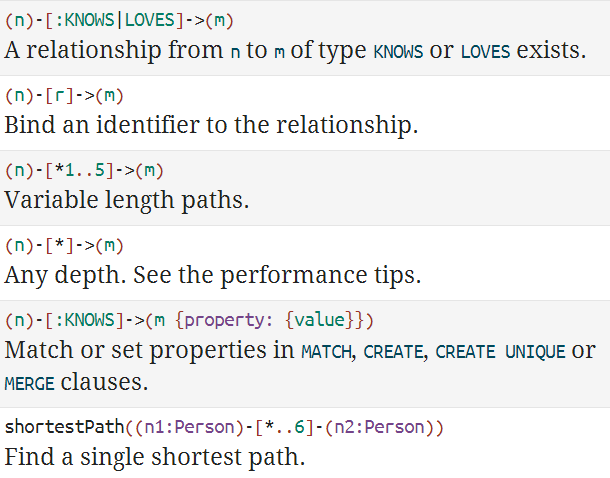 (n)-[:KNOWS|LOVES]->(m)
A relationship from n to m of type KNOWS or LOVES exists.
(n)-[r]->(m)
Bind an identifier to the relationship.
(n)-[*1..5]->(m)
Variable length paths.
(n)-[*]->(m)
Any depth. See the performance tips.
(n)-[:KNOWS]->(m {property: {value}})
Match or set properties in MATCH, CREATE, CREATE UNIQUE or
MERGE clauses.
shortestPath((n1:Person)-[*..6]-(n2:Person))
Find a single shortest path.